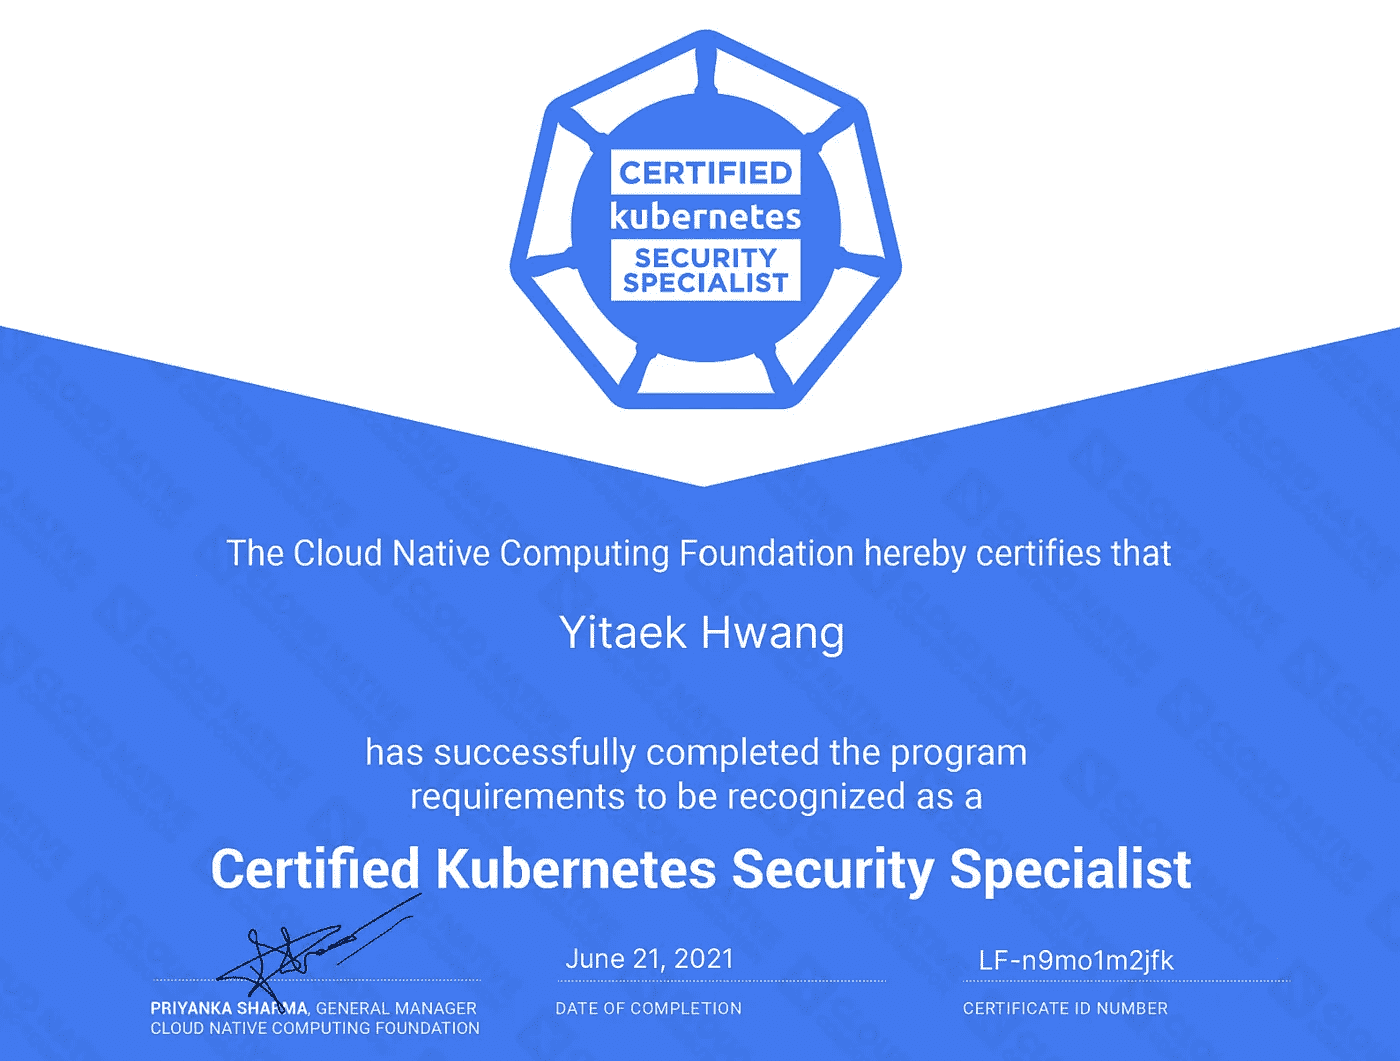 CERTIFIED
kubernetes
SECURITY
SPECIALIST
The Cloud Native Computing Foundation hereby certifies that
Yitaek Hwang
has successfully completed the program
requirements to be recognized as a
Certified Kubernetes Security Specialist
June 21, 2021
LF-n9mo1m2jfk
PRIYANKA SHARMA, GENERAL MANAGER
CLOUD NATIVE COMPUTING FOUNDATION
DATE OF COMPLETION
CERTIFICATE ID NUMBER